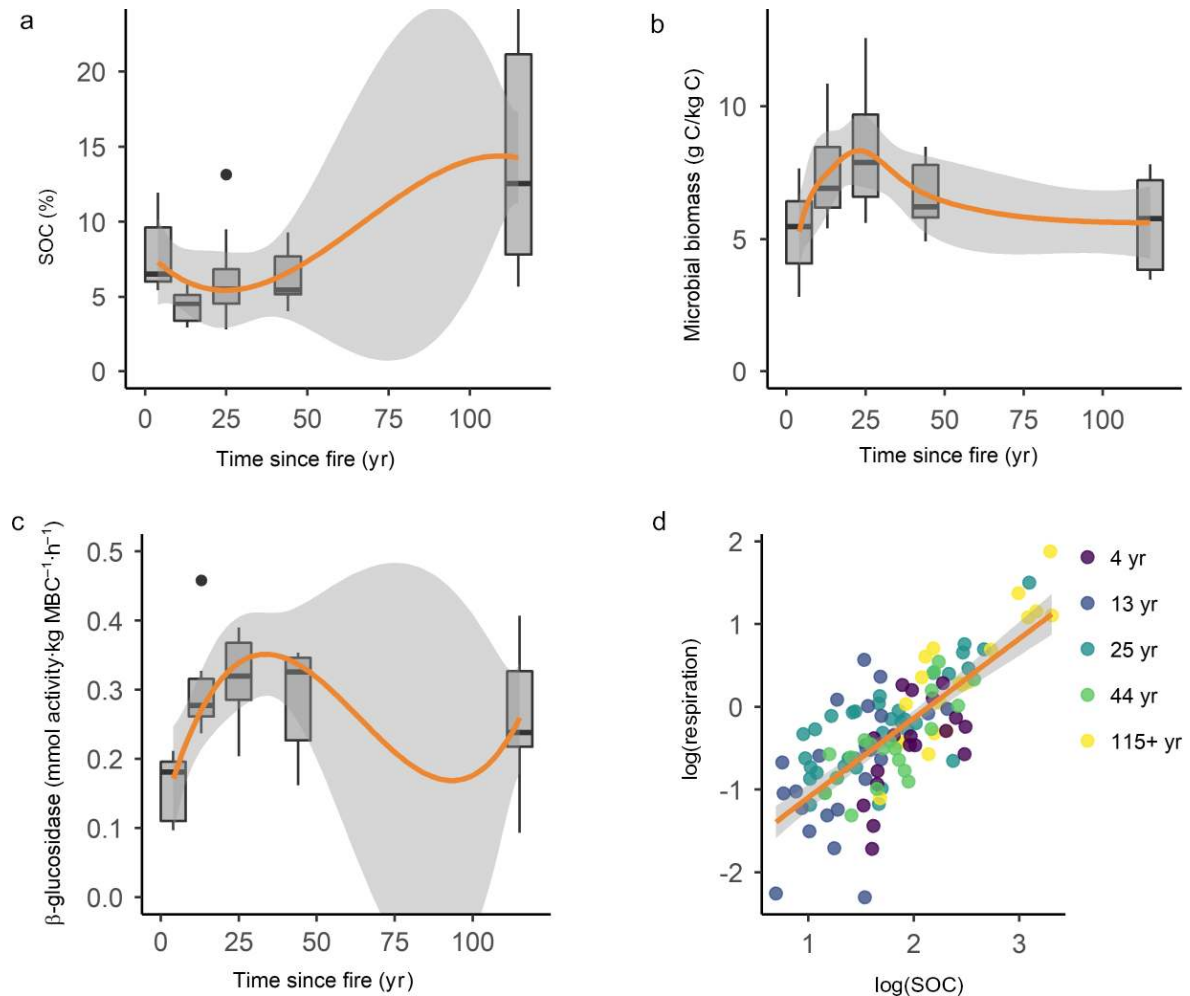 a
SOC (%)
20
15
10
5
0
0 25 50 75 100
Time since fire (yr)
b
Microbial biomass (g C/kg C)
10
5
0
0 25 50 75 100
Time since fire (yr)
c
β-glucosidase (mmol activity·kg MBC⁻¹·h⁻¹)
0.5
0.4
0.3
0.2
0.1
0.0
0 25 50 75 100
Time since fire (yr)
d
log(respiration)
2
1
0
-1
-2
1 2 3
log(SOC)
4 yr
13 yr
25 yr
44 yr
115+ yr